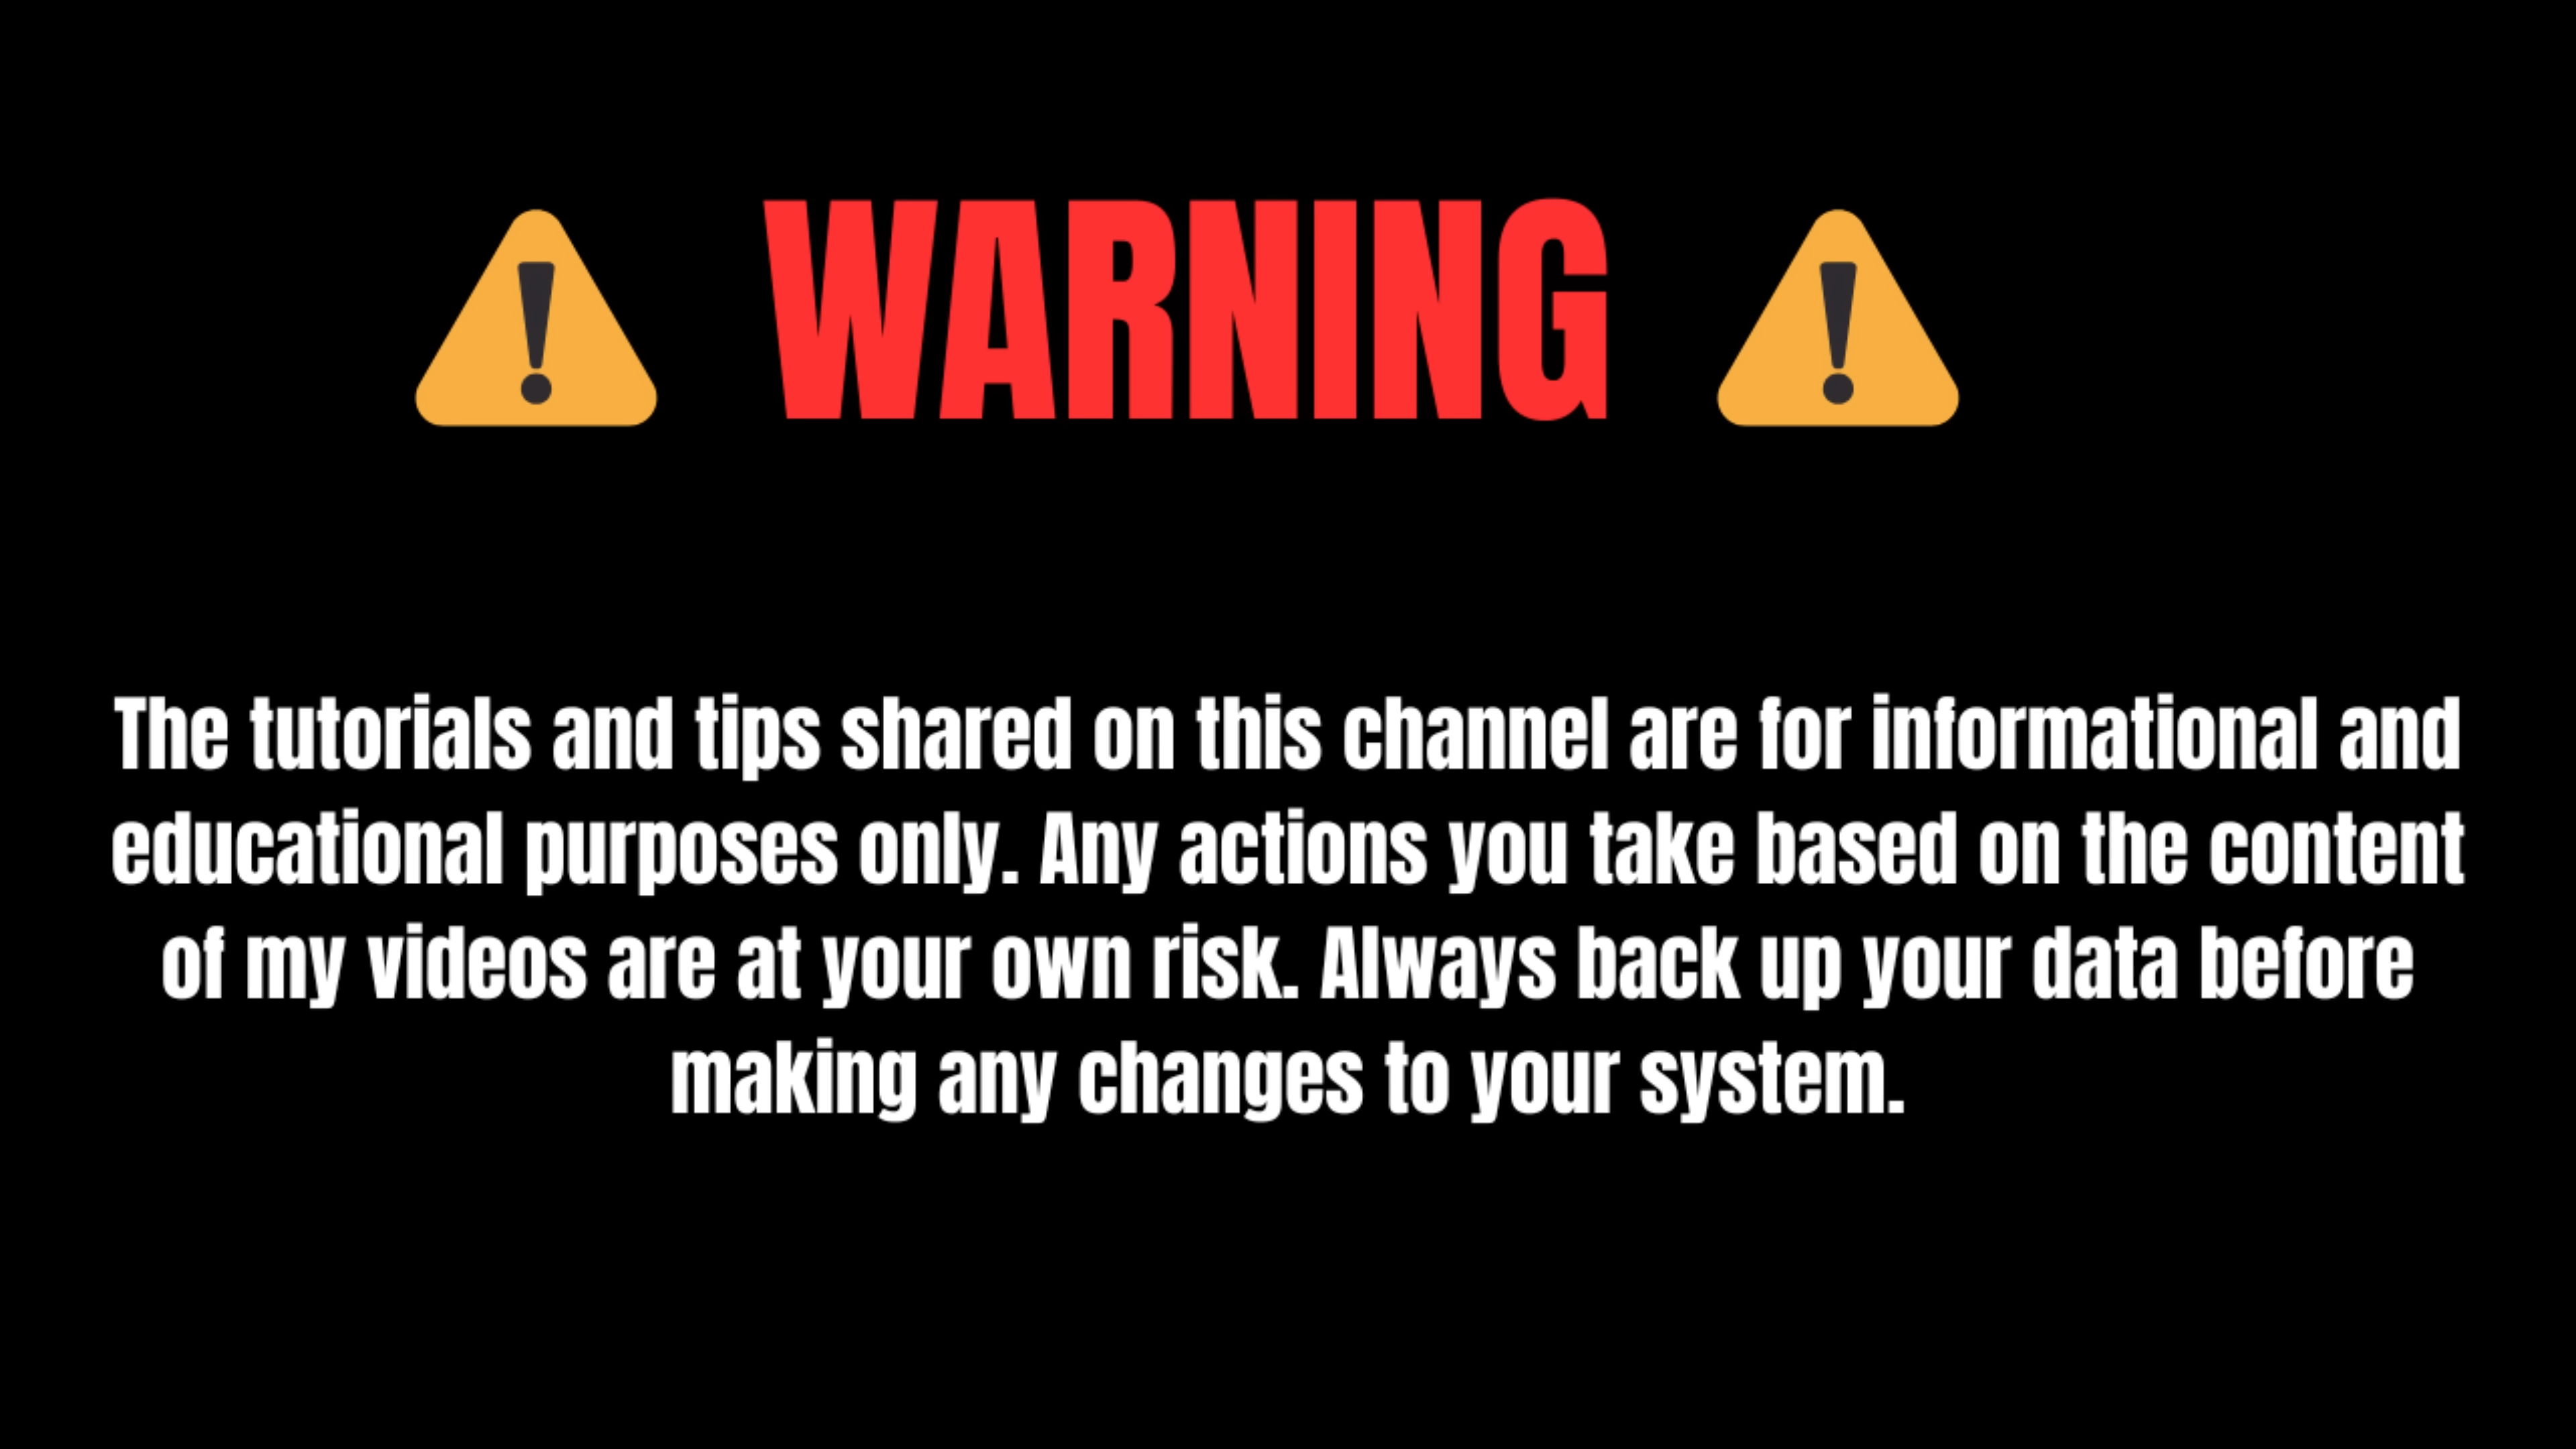 WARNING
The tutorials and tips shared on this channel are for informational and
educational purposes only. Any actions you take based on the content
of my videos are at your own risk. Always back up your data before
making any changes to your system.